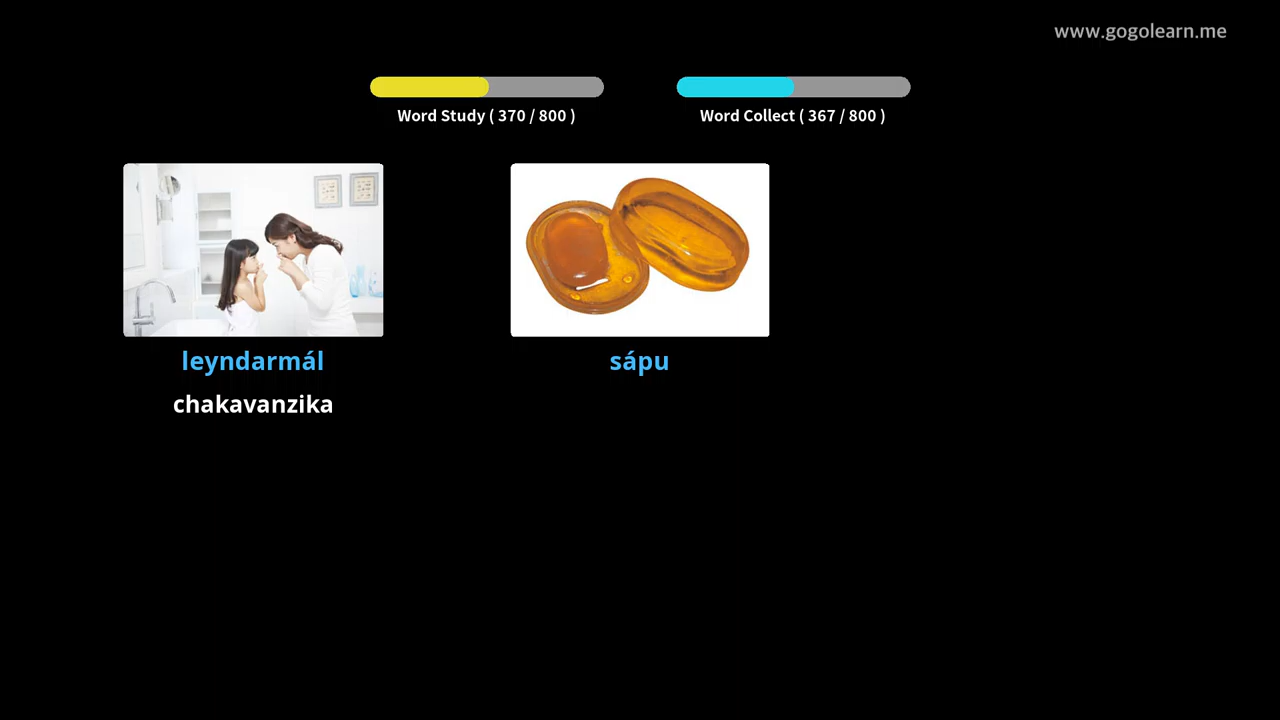 www.gogolearn.me
Word Study ( 370 / 800 )
Word Collect ( 367 / 800 )
leyndarmál
sápu
chakavanzika